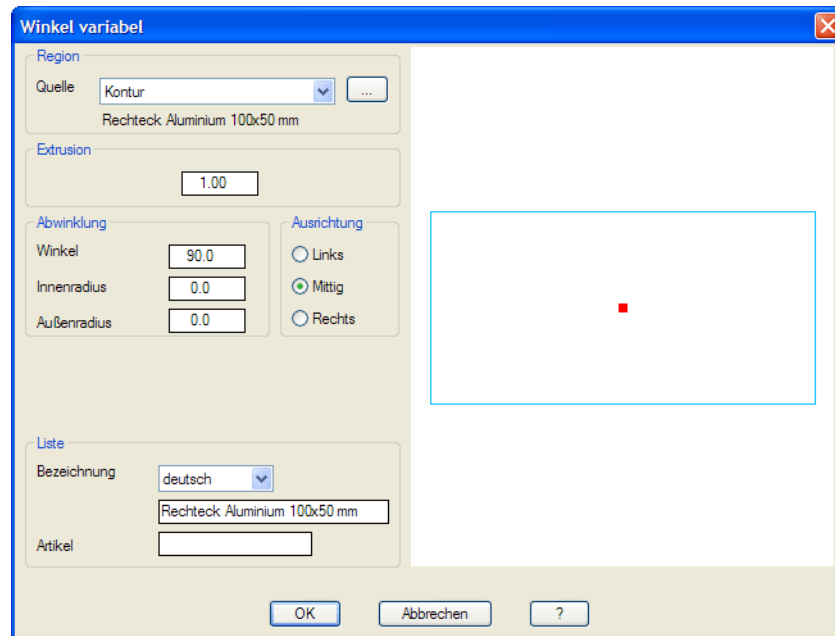 Winkel variabel
Region
Quelle
Kontur
...
Rechteck Aluminium 100x50 mm
Extrusion
1.00
Abwinklung
Winkel
90.0
Innenradius
0.0
Außenradius
0.0
Ausrichtung
Links
Mittig
Rechts
Liste
Bezeichnung
deutsch
Rechteck Aluminium 100x50 mm
Artikel
OK
Abbrechen
?